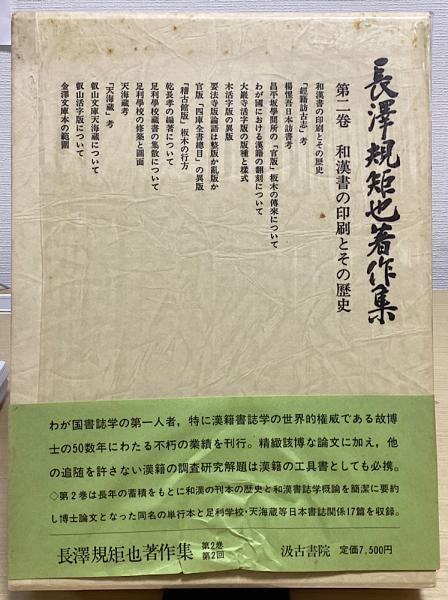 長澤規矩也著作集
第二巻 和漢書の印刷とその歴史
和漢書の印刷とその歴史
『經籍訪古志』考
楊惺吾日本訪書考
昌平坂學問所の「官版」板木の傳來について
わが國における漢籍の翻刻について
大嚴寺活字版の版種と樣式
木活字版の異版
要法寺版論語は整版か亂版か
官版『四庫全書總目』の異版
『稽古館版』板木の行方
乾長孝の編著について
足利學校藏書の集散について
足利學校の修築と圖面
天海藏考
『天海藏』考
叡山文庫天海藏について
叡山活字版について
金澤文庫本の範圍
わが国書誌学の第一人者，特に漢籍書誌学の世界的権威である故博
士の50数年にわたる不朽の業績を刊行。精緻該博な論文に加え，他
の追随を許さない漢籍の調査研究解題は漢籍の工具書としても必携。
◇第２巻は長年の蓄積をもとに和漢の刊本の歴史と和漢書誌学概論を簡潔に要約
し博士論文となった同名の単行本と足利学校・天海蔵等日本書誌関係17篇を収録。
長澤規矩也著作集 第2巻 第2回 汲古書院 定価7,500円